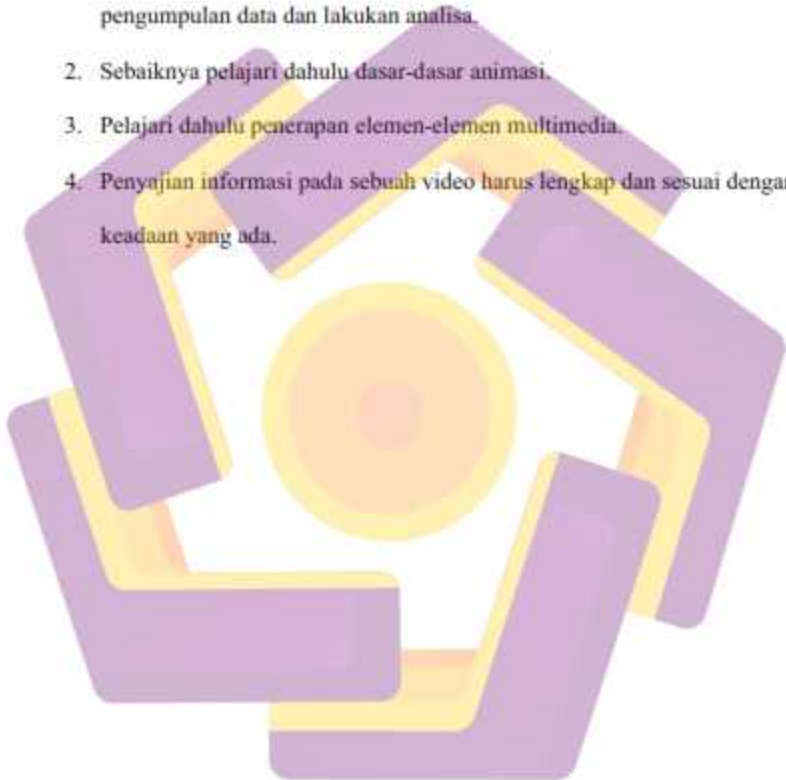 pengumpulan data dan lakukan analisa.
2. Sebaiknya pelajari dahulu dasar-dasar animasi.
3. Pelajari dahulu penerapan elemen-elemen multimedia.
4. Penyajian informasi pada sebuah video harus lengkap dan sesuai dengan
keadaan yang ada.